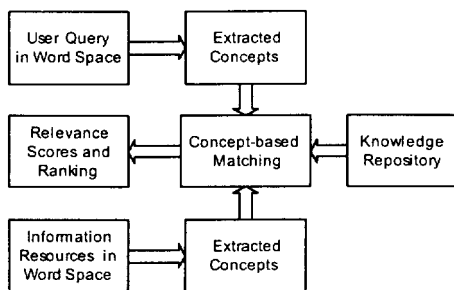 User Query
in Word Space
Extracted
Concepts
Relevance
Scores and
Ranking
Concept-based
Matching
Knowledge
Repository
Information
Resources in
Word Space
Extracted
Concepts